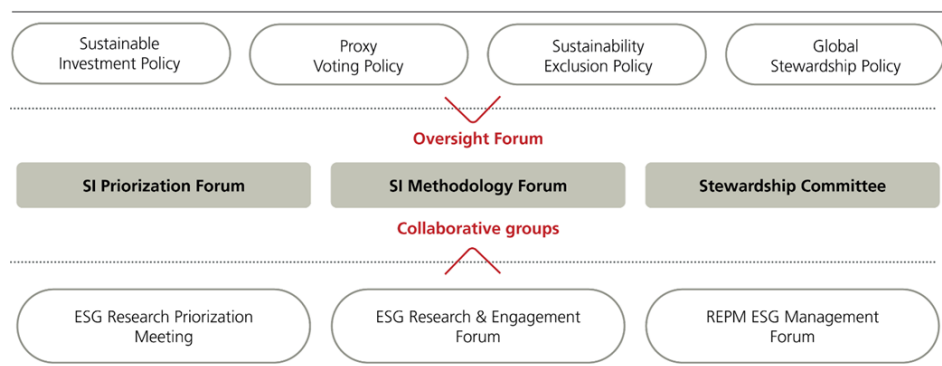 Sustainable
Investment Policy
Proxy
Voting Policy
Sustainability
Exclusion Policy
Global
Stewardship Policy
Oversight Forum
SI Priorization Forum
SI Methodology Forum
Stewardship Committee
Collaborative groups
ESG Research Priorization
Meeting
ESG Research & Engagement
Forum
REPM ESG Management
Forum